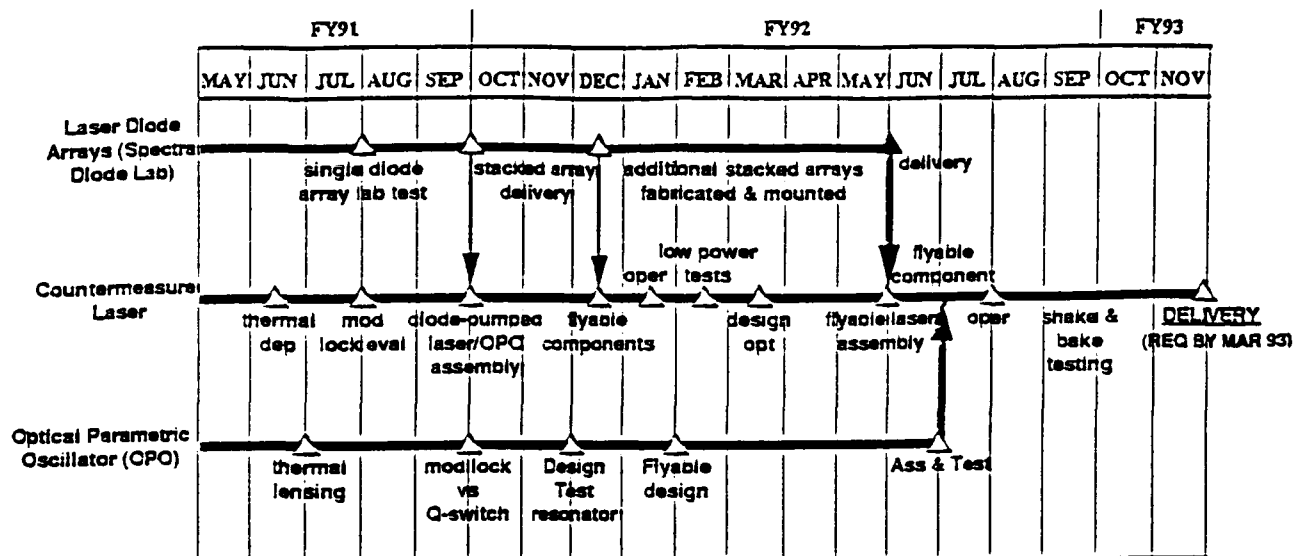 FY91 FY92 FY93
MAY JUN JUL AUG SEP OCT NOV DEC JAN FEB MAR APR MAY JUN JUL AUG SEP OCT NOV
Laser Diode
Arrays (Spectra
Diode Lab)
single diode
array lab test
stacked array
delivery
additional stacked arrays
fabricated & mounted
delivery
Countermeasure
Laser
thermal
dep
mod
lock eval
diode-pumped
laser/OPO
assembly
flyable
components
oper
low power
tests
design
opt
flyable lasers
assembly
flyable
component
oper
shake &
bake
testing
DELIVERY
(REQ BY MAR 93)
Optical Parametric
Oscillator (OPO)
thermal
lensing
modlock
vs
Q-switch
Design
Test
resonator
Flyable
design
Ass & Test